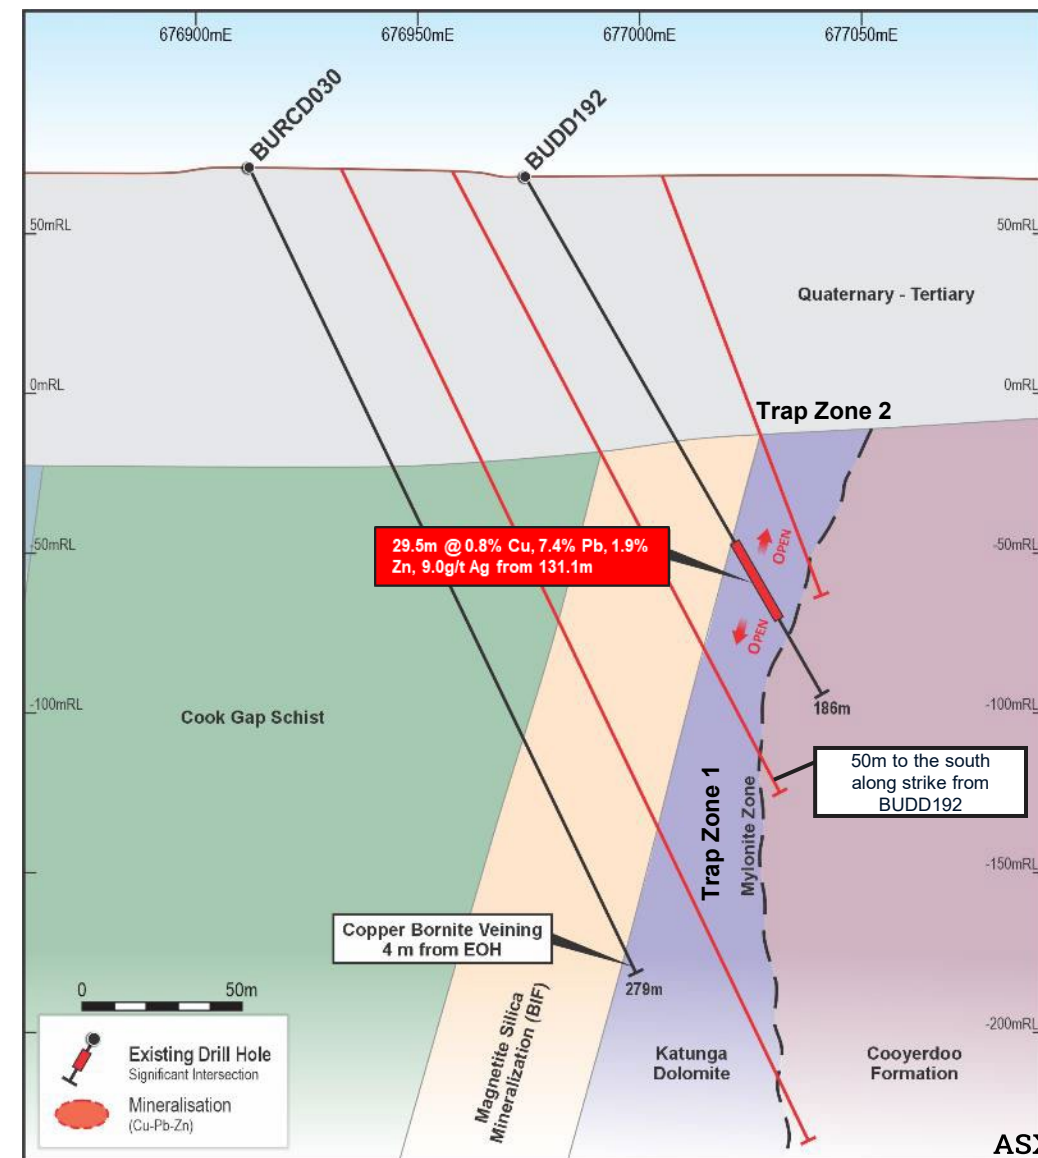 676900mE
676950mE
677000mE
677050mE
BURCD030
BUDD192
50mRL
50mRL
Quaternary - Tertiary
0mRL
0mRL
Trap Zone 2
-50mRL
-50mRL
29.5m @ 0.8% Cu, 7.4% Pb, 1.9%
Zn, 9.0g/t Ag from 131.1m
OPEN
OPEN
-100mRL
-100mRL
186m
Cook Gap Schist
50m to the south
along strike from
BUDD192
Trap Zone 1
Mylonite Zone
-150mRL
Copper Bornite Veining
4 m from EOH
279m
0
50m
-200mRL
Magnetite Silica
Mineralization (BIF)
Katunga
Dolomite
Cooyerdoo
Formation
Existing Drill Hole
Significant Intersection
Mineralisation
(Cu-Pb-Zn)